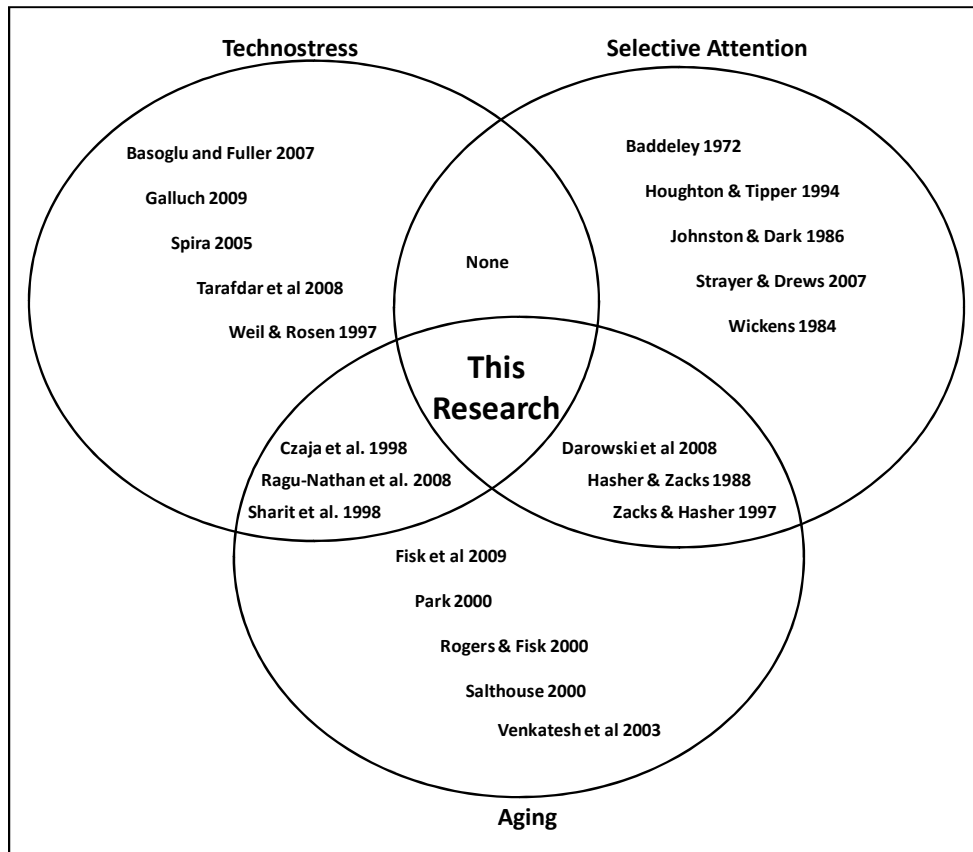 Technostress
Selective Attention
Basoglu and Fuller 2007
Galluch 2009
Spira 2005
Tarafdar et al 2008
Weil & Rosen 1997
None
Baddeley 1972
Houghton & Tipper 1994
Johnston & Dark 1986
Strayer & Drews 2007
Wickens 1984
This
Research
Czaja et al. 1998
Ragu-Nathan et al. 2008
Sharit et al. 1998
Darowski et al 2008
Hasher & Zacks 1988
Zacks & Hasher 1997
Fisk et al 2009
Park 2000
Rogers & Fisk 2000
Salthouse 2000
Venkatesh et al 2003
Aging